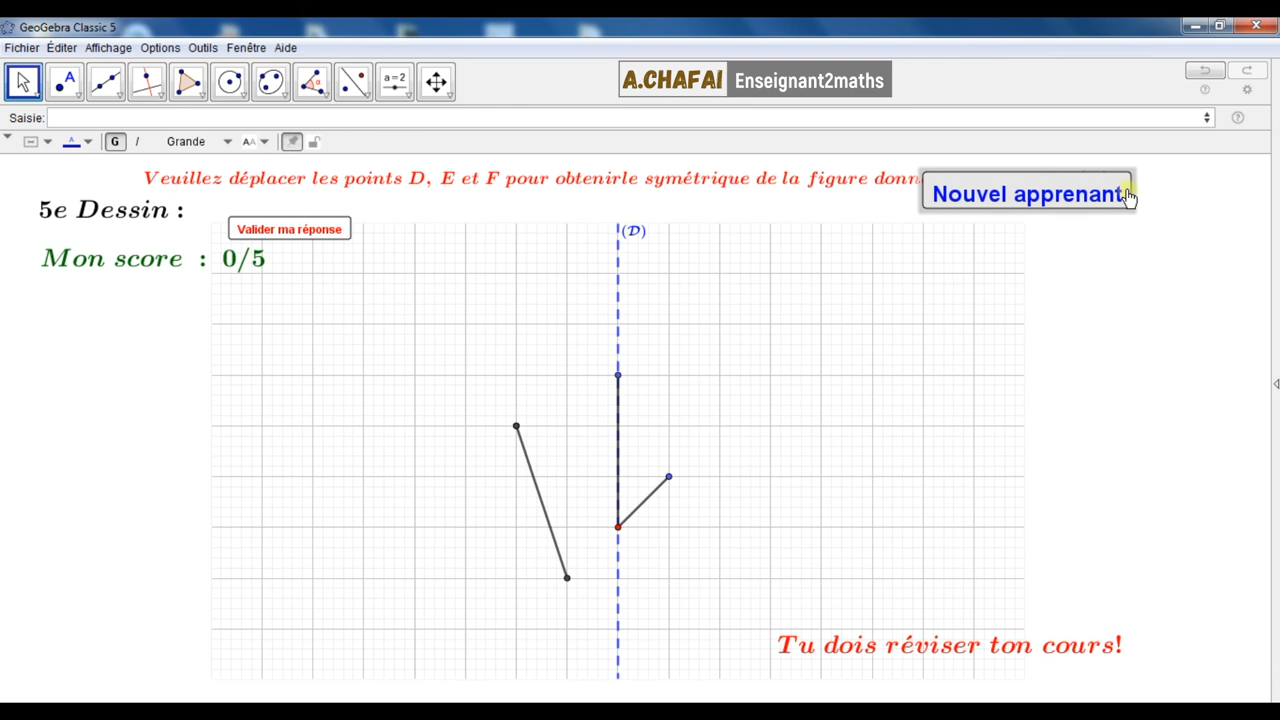 GeoGebra Classic 5
Fichier Éditer Affichage Options Outils Fenêtre Aide
A a=2
A.CHAFAI Enseignant2maths
Saisie:
A G I Grande AA
Veuillez déplacer les points D, E et F pour obtenirle symétrique de la figure donn
Nouvel apprenant
5e Dessin :
Valider ma réponse
(D)
Mon score : 0/5
Tu dois réviser ton cours!